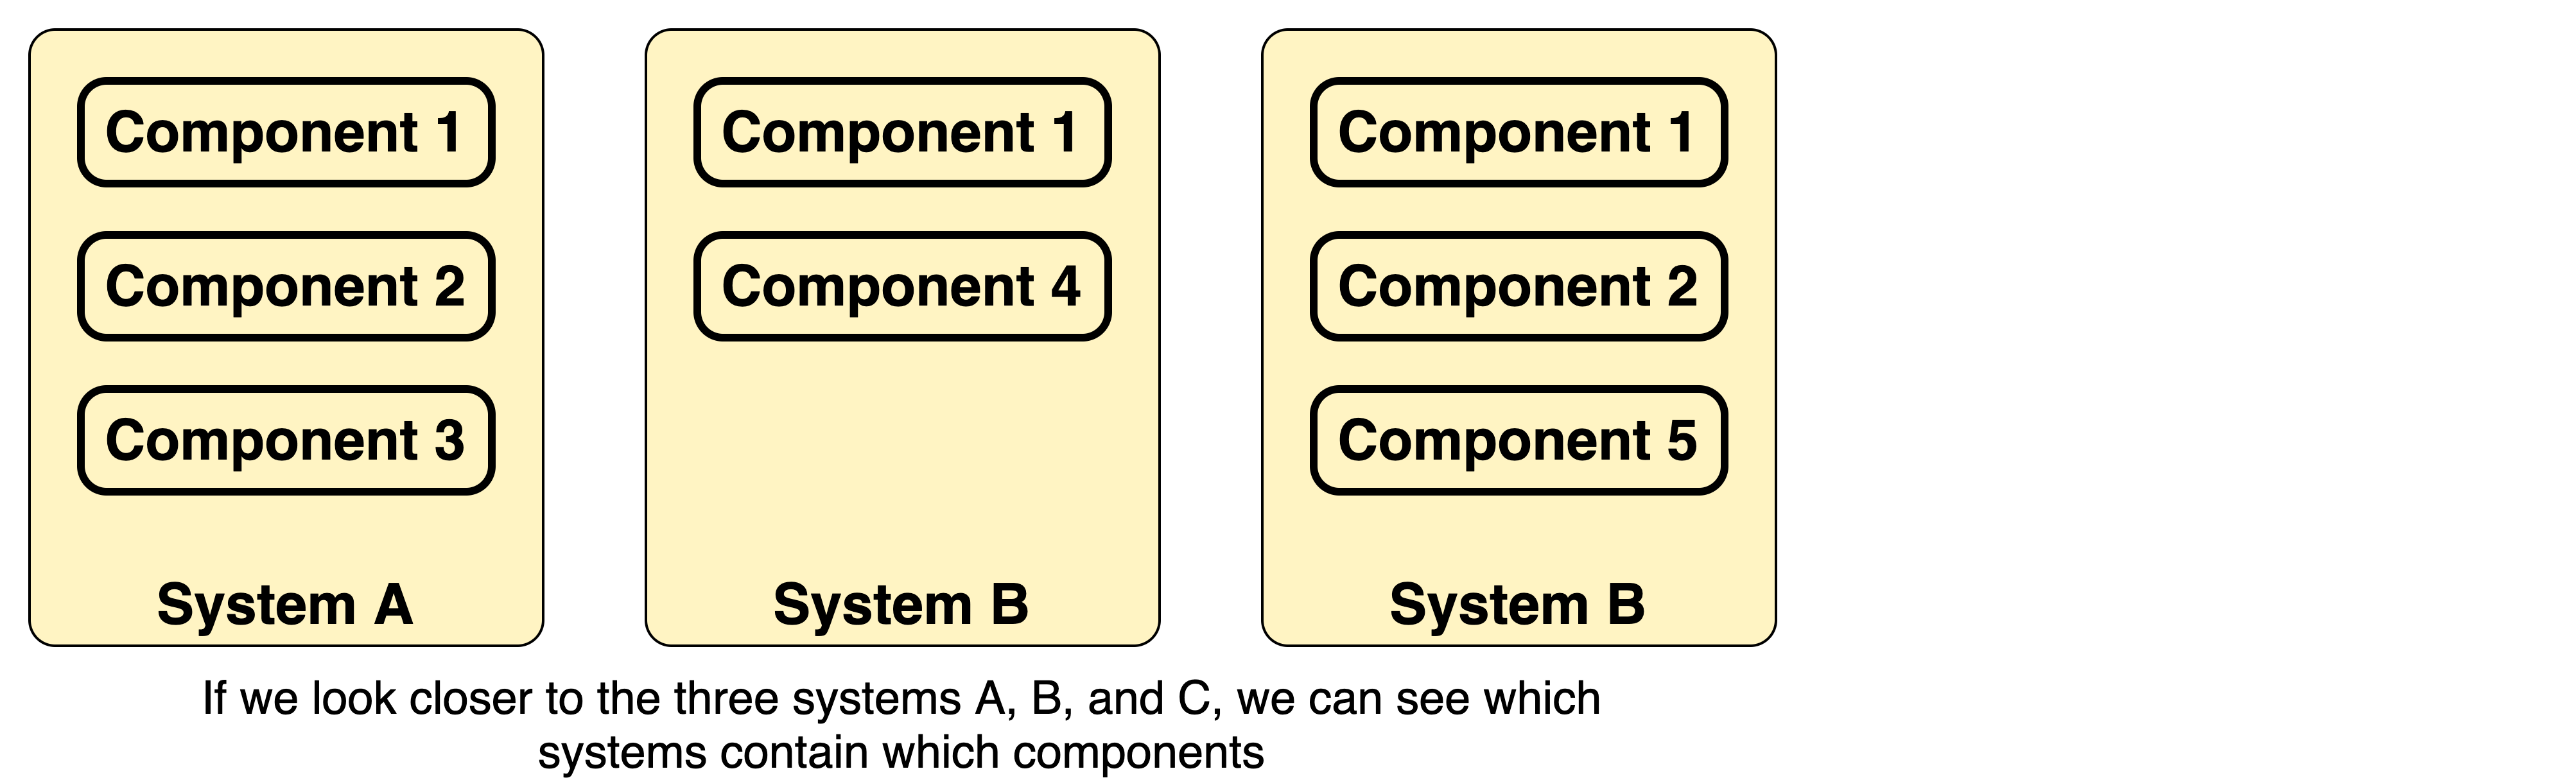 Component 1
Component 2
Component 3
System A
Component 1
Component 4
System B
Component 1
Component 2
Component 5
System B
If we look closer to the three systems A, B, and C, we can see which
systems contain which components